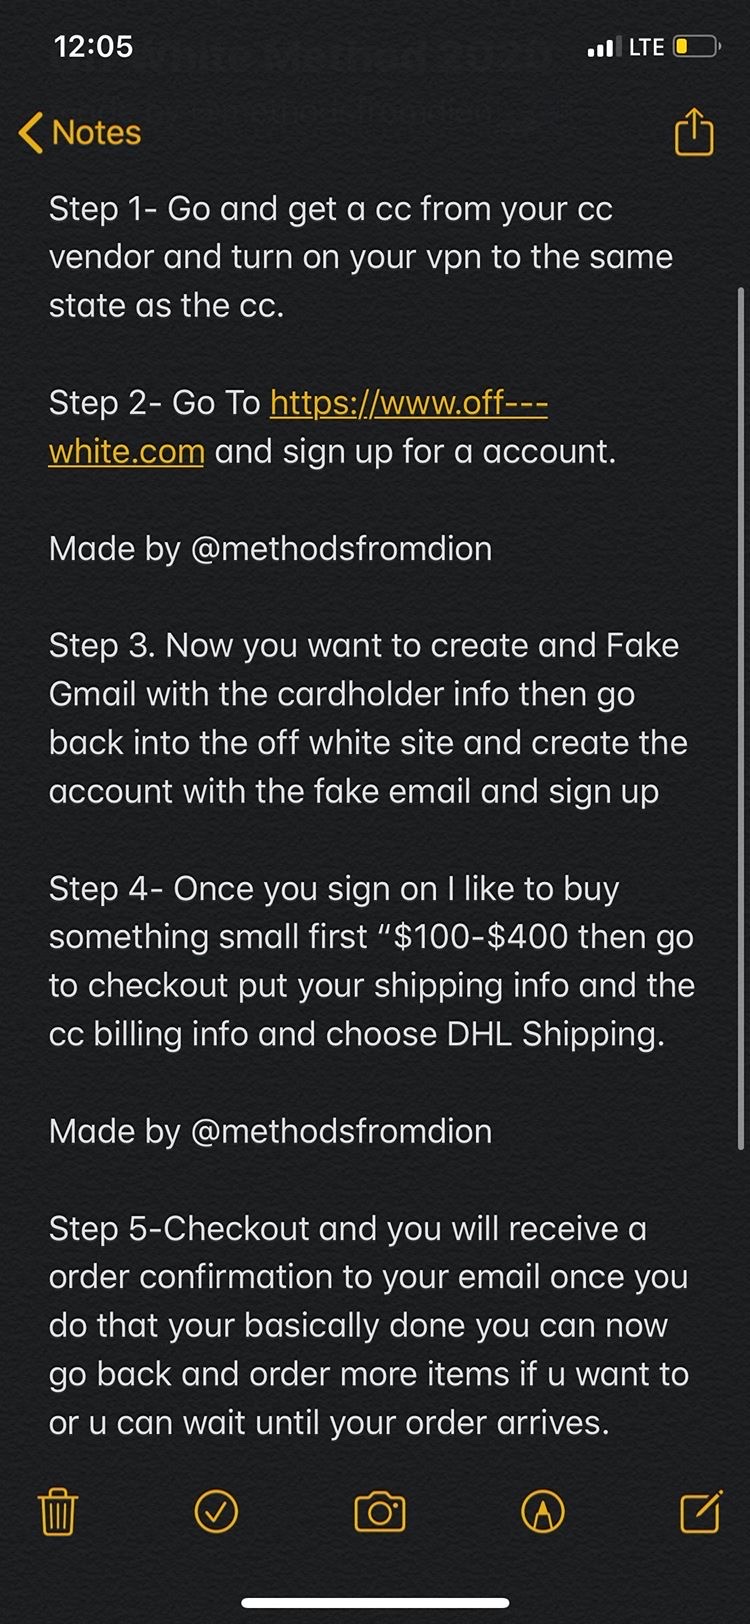 12:05
LTE
Notes
Step 1- Go and get a cc from your cc
vendor and turn on your vpn to the same
state as the cc.
Step 2- Go To https://www.off---
white.com and sign up for a account.
Made by @methodsfromdion
Step 3. Now you want to create and Fake
Gmail with the cardholder info then go
back into the off white site and create the
account with the fake email and sign up
Step 4- Once you sign on I like to buy
something small first “$100-$400 then go
to checkout put your shipping info and the
cc billing info and choose DHL Shipping.
Made by @methodsfromdion
Step 5-Checkout and you will receive a
order confirmation to your email once you
do that your basically done you can now
go back and order more items if u want to
or u can wait until your order arrives.